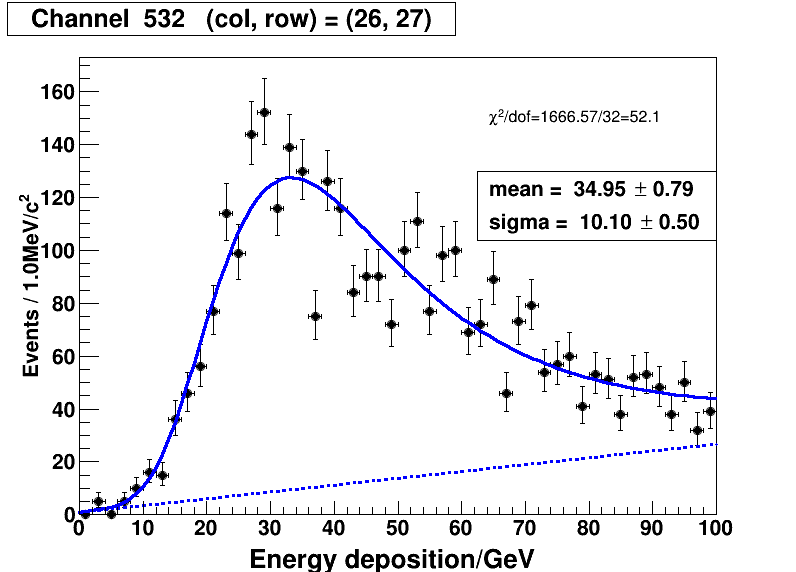 Channel  532   (col, row) = (26, 27)
χ²/dof=1666.57/32=52.1
mean =  34.95 ± 0.79
sigma =  10.10 ± 0.50
Events / 1.0MeV/c²
160
140
120
100
80
60
40
20
0
0 10 20 30 40 50 60 70 80 90 100
Energy deposition/GeV